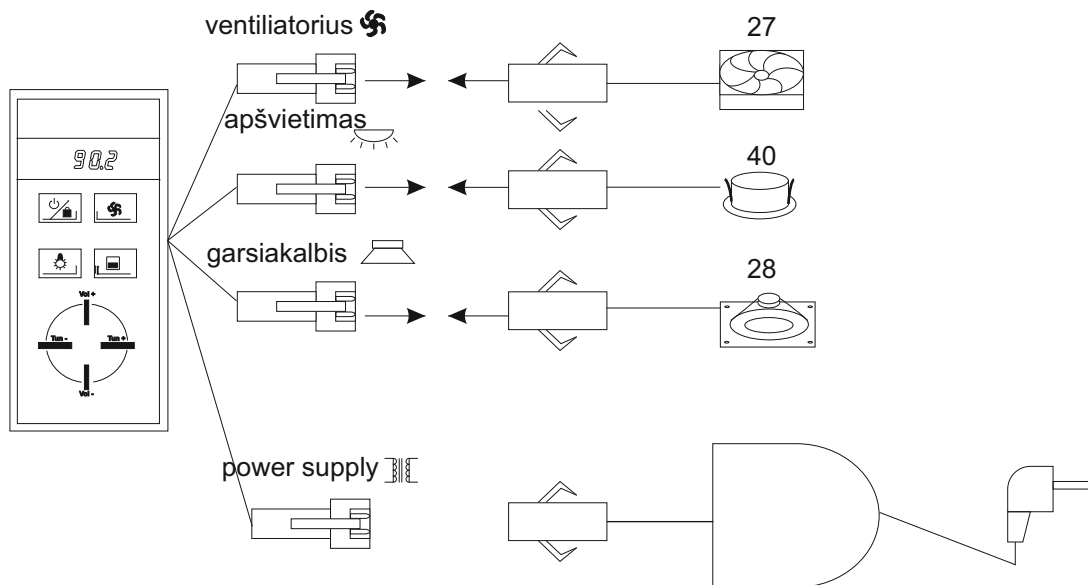 ventiliatorius
27
apšvietimas
90.2
40
garsiakalbis
28
Vol +
Tun -
Tun +
Vol -
power supply